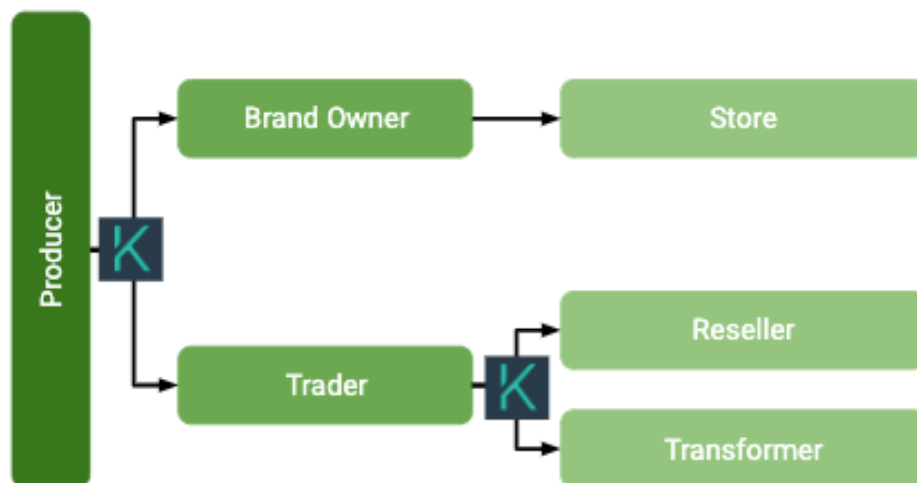 Producer
Brand Owner
Store
K
Trader
K
Reseller
Transformer